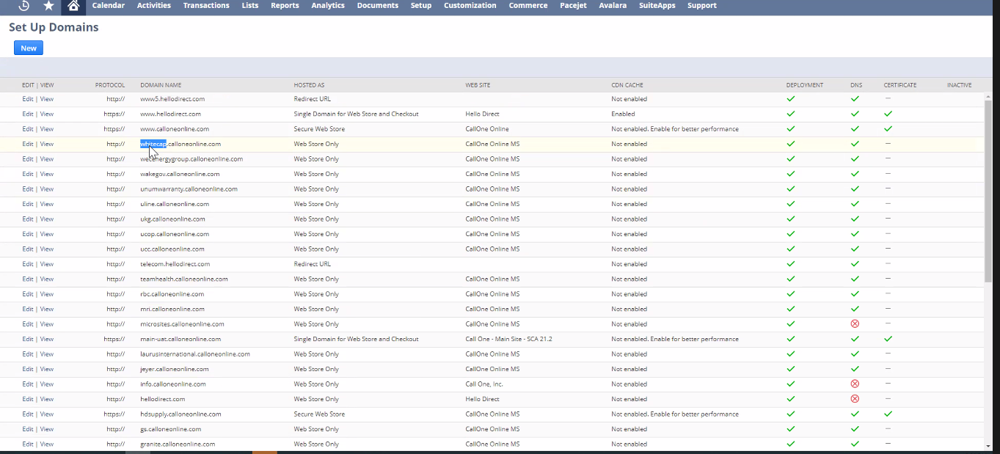 Calendar Activities Transactions Lists Reports Analytics Documents Setup Customization Commerce Pacejet Avalara SuiteApps Support
Set Up Domains
New
EDIT | VIEW PROTOCOL DOMAIN NAME HOSTED AS WEB SITE CDN CACHE DEPLOYMENT DNS CERTIFICATE INACTIVE
Edit | View http:// www5.hellodirect.com Redirect URL Not enabled
Edit | View https:// www.hellodirect.com Single Domain for Web Store and Checkout Hello Direct Enabled
Edit | View https:// www.calloneonline.com Secure Web Store CallOne Online Not enabled. Enable for better performance
Edit | View http:// whitecap.calloneonline.com Web Store Only CallOne Online MS Not enabled
Edit | View http:// wecenergygroup.calloneonline.com Web Store Only CallOne Online MS Not enabled
Edit | View http:// wakegov.calloneonline.com Web Store Only CallOne Online MS Not enabled
Edit | View http:// unumwarranty.calloneonline.com Web Store Only CallOne Online MS Not enabled
Edit | View http:// uline.calloneonline.com Web Store Only CallOne Online MS Not enabled
Edit | View http:// ukg.calloneonline.com Web Store Only CallOne Online MS Not enabled
Edit | View http:// ucop.calloneonline.com Web Store Only CallOne Online MS Not enabled
Edit | View http:// ucc.calloneonline.com Web Store Only CallOne Online MS Not enabled
Edit | View http:// telecom.hellodirect.com Redirect URL Not enabled
Edit | View http:// teamhealth.calloneonline.com Web Store Only CallOne Online MS Not enabled
Edit | View http:// rbc.calloneonline.com Web Store Only CallOne Online MS Not enabled
Edit | View http:// mri.calloneonline.com Web Store Only CallOne Online MS Not enabled
Edit | View http:// microsites.calloneonline.com Web Store Only CallOne Online MS Not enabled
Edit | View https:// main-uat.calloneonline.com Single Domain for Web Store and Checkout Call One - Main Site - SCA 21.2 Not enabled. Enable for better performance
Edit | View http:// laurusinternational.calloneonline.com Web Store Only CallOne Online MS Not enabled
Edit | View http:// jeyer.calloneonline.com Web Store Only CallOne Online MS Not enabled
Edit | View http:// info.calloneonline.com Web Store Only Call One, Inc. Not enabled
Edit | View http:// hellodirect.com Web Store Only Hello Direct Not enabled
Edit | View https:// hdsupply.calloneonline.com Secure Web Store CallOne Online MS Not enabled. Enable for better performance
Edit | View http:// gs.calloneonline.com Web Store Only CallOne Online MS Not enabled
Edit | View http:// granite.calloneonline.com Web Store Only CallOne Online MS Not enabled